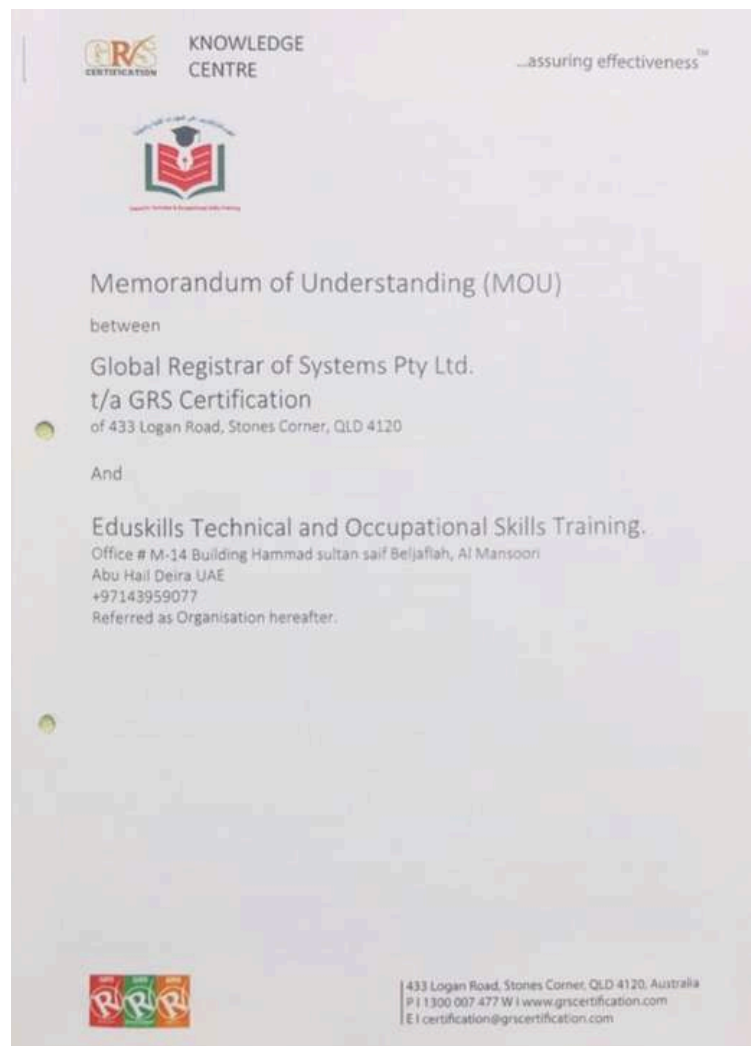 GRS
CERTIFICATION
KNOWLEDGE
CENTRE
...assuring effectiveness™
Memorandum of Understanding (MOU)
between
Global Registrar of Systems Pty Ltd.
t/a GRS Certification
of 433 Logan Road, Stones Corner, QLD 4120
And
Eduskills Technical and Occupational Skills Training.
Office # M-14 Building Hammad sultan saif Beljaflah, Al Mansoori
Abu Hail Deira UAE
+97143959077
Referred as Organisation hereafter.
433 Logan Road, Stones Corner, QLD 4120, Australia
P I 1300 007 477 W I www.grscertification.com
E I certification@grscertification.com